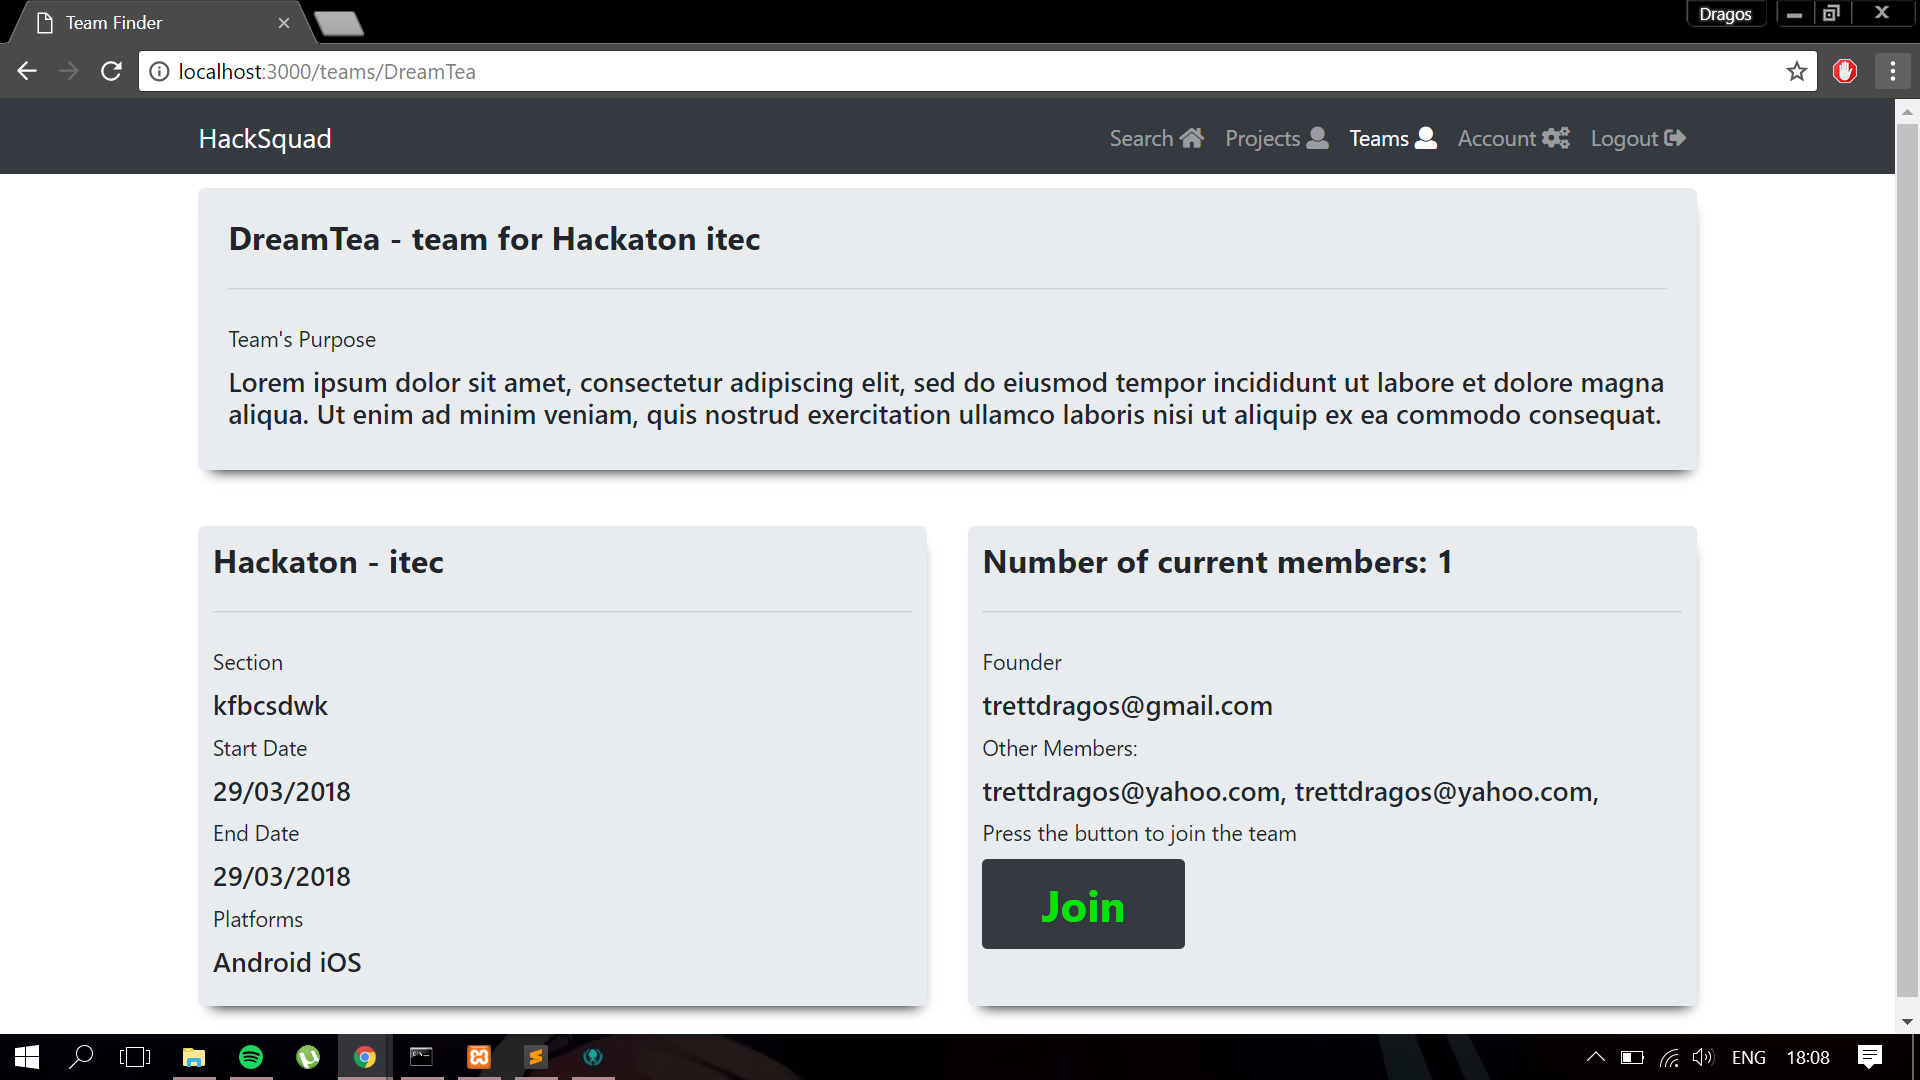 Team Finder
Dragos
localhost:3000/teams/DreamTea
HackSquad
Search Projects Teams Account Logout
DreamTea - team for Hackaton itec
Team's Purpose
Lorem ipsum dolor sit amet, consectetur adipiscing elit, sed do eiusmod tempor incididunt ut labore et dolore magna
aliqua. Ut enim ad minim veniam, quis nostrud exercitation ullamco laboris nisi ut aliquip ex ea commodo consequat.
Hackaton - itec
Section
kfbcsdwk
Start Date
29/03/2018
End Date
29/03/2018
Platforms
Android iOS
Number of current members: 1
Founder
trettdragos@gmail.com
Other Members:
trettdragos@yahoo.com, trettdragos@yahoo.com,
Press the button to join the team
Join
ENG 18:08